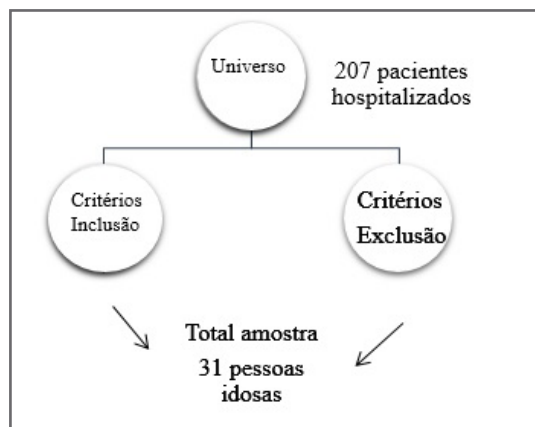 Universo
207 pacientes
hospitalizados
Critérios
Inclusão
Critérios
Exclusão
Total amostra
31 pessoas
idosas